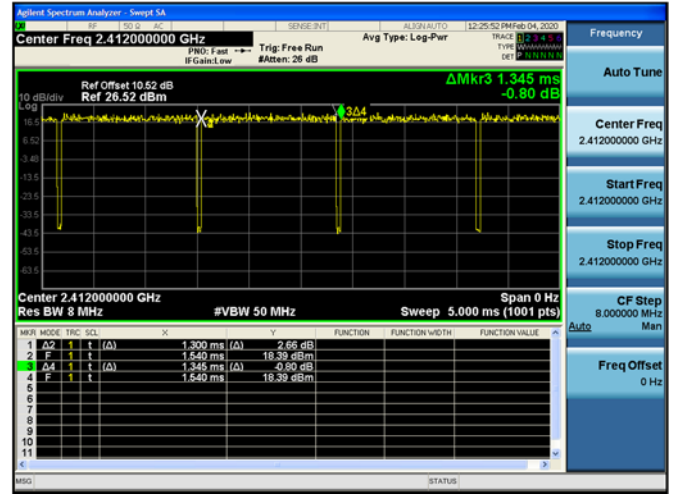 Agilent Spectrum Analyzer - Swept SA
RF 50 Ω AC SENSE:INT ALIGNAUTO 12:25:52 PM Feb 04, 2020
Center Freq 2.412000000 GHz
PNO: Fast
IFGain:Low
Trig: Free Run
#Atten: 26 dB
Avg Type: Log-Pwr
TRACE 1 2 3 4 5 6
TYPE
DET P N N N N N
ΔMkr3 1.345 ms
-0.80 dB
Ref Offset 10.52 dB
Ref 26.52 dBm
10 dB/div
Log
16.5
6.52
-3.48
-13.5
-23.5
-33.5
-43.5
-53.5
-63.5
3Δ4
Center 2.412000000 GHz Span 0 Hz
Res BW 8 MHz #VBW 50 MHz Sweep 5.000 ms (1001 pts)
MKR MODE TRC SCL X Y FUNCTION FUNCTION WIDTH FUNCTION VALUE
1 Δ2 1 t (Δ) 1.300 ms (Δ) 2.66 dB
2 F 1 t 1.540 ms 18.39 dBm
3 Δ4 1 t (Δ) 1.345 ms (Δ) -0.80 dB
4 F 1 t 1.540 ms 18.39 dBm
5
6
7
8
9
10
11
MSG STATUS
Frequency
Auto Tune
Center Freq
2.412000000 GHz
Start Freq
2.412000000 GHz
Stop Freq
2.412000000 GHz
CF Step
8.000000 MHz
Auto Man
Freq Offset
0 Hz